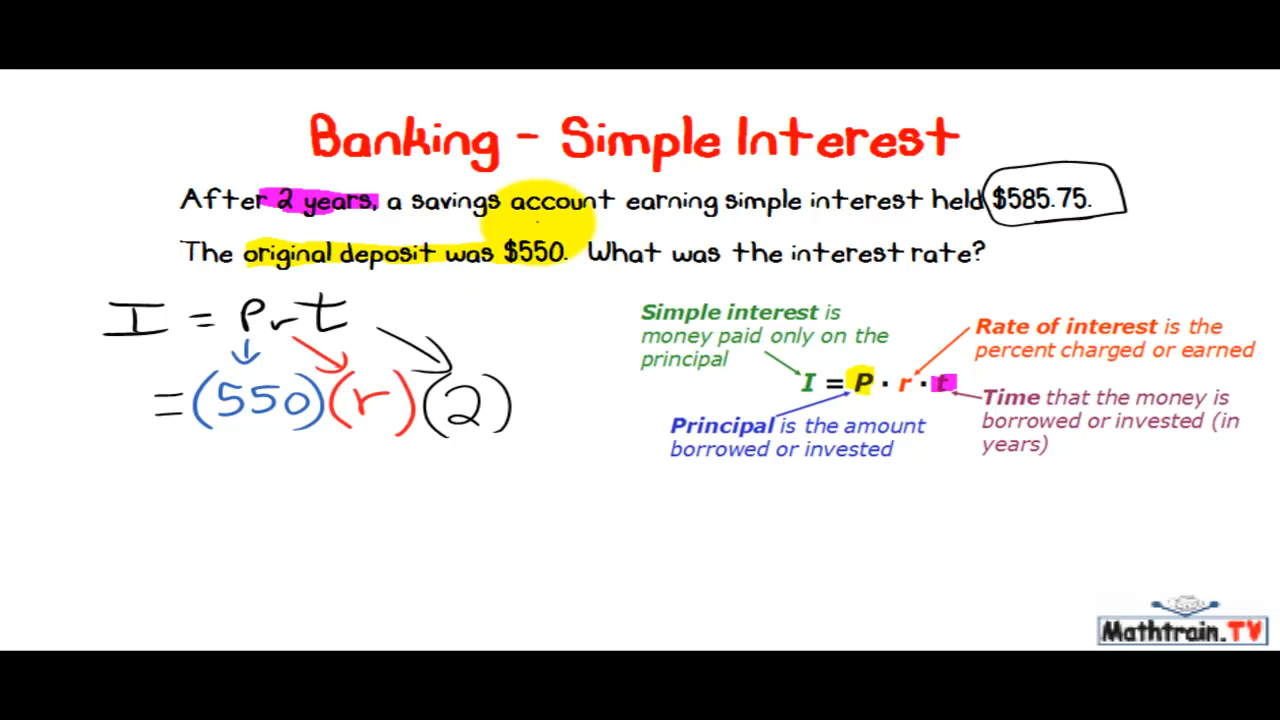 Banking - Simple Interest
After 2 years, a savings account earning simple interest held $585.75.
The original deposit was $550. What was the interest rate?
I = Prt
= (550)(r)(2)
Simple interest is
money paid only on the
principal
Rate of interest is the
percent charged or earned
I = P · r · t
Principal is the amount
borrowed or invested
Time that the money is
borrowed or invested (in
years)
Mathtrain.TV